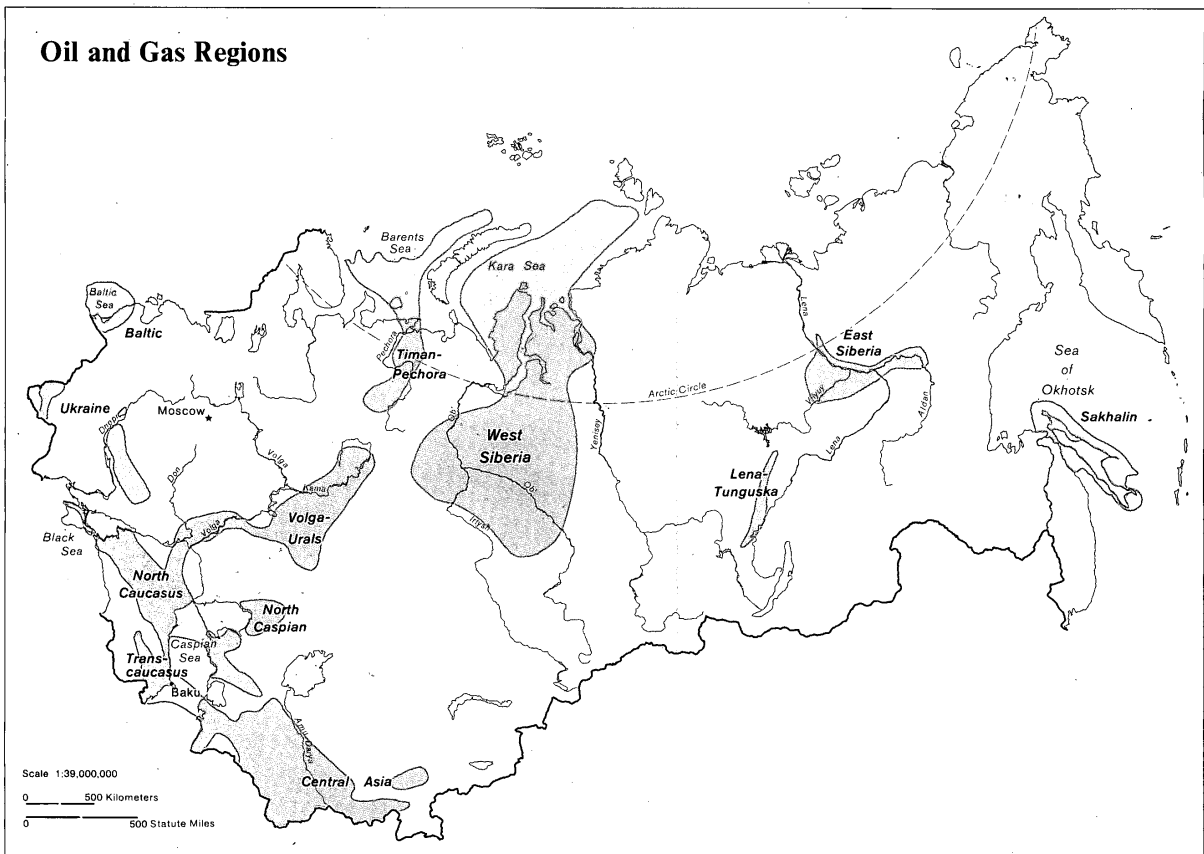 Oil and Gas Regions
Barents
Sea
Kara Sea
Baltic
Sea
Baltic
Lena
East
Siberia
Pechora
Timan-
Pechora
Sea
of
Okhotsk
Arctic Circle
Vilyuy
Aldan
Ukraine
Dnepr
Moscow
Ob'
Sakhalin
West
Siberia
Yenisey
Volga
Don
Lena
Kama
Ob'
Lena-
Tunguska
Volga
Volga-
Urals
Irtysh
Black
Sea
North
Caucasus
North
Caspian
Caspian
Sea
Trans-
caucasus
Baku
Amu Dar'ya
Central Asia
Scale 1:39,000,000
0 500 Kilometers
0 500 Statute Miles